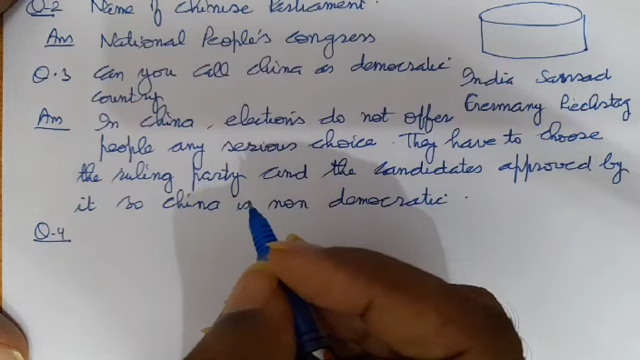 Q-2 Name of Chinese Parliament.
Ans National People's congress
Q.3 Can you call China as democratic country
India Sansad
Germany Reichstag
Ans In China, elections do not offer people any serious choice. They have to choose the ruling party and the candidates approved by it so China is non democratic.
Q-4